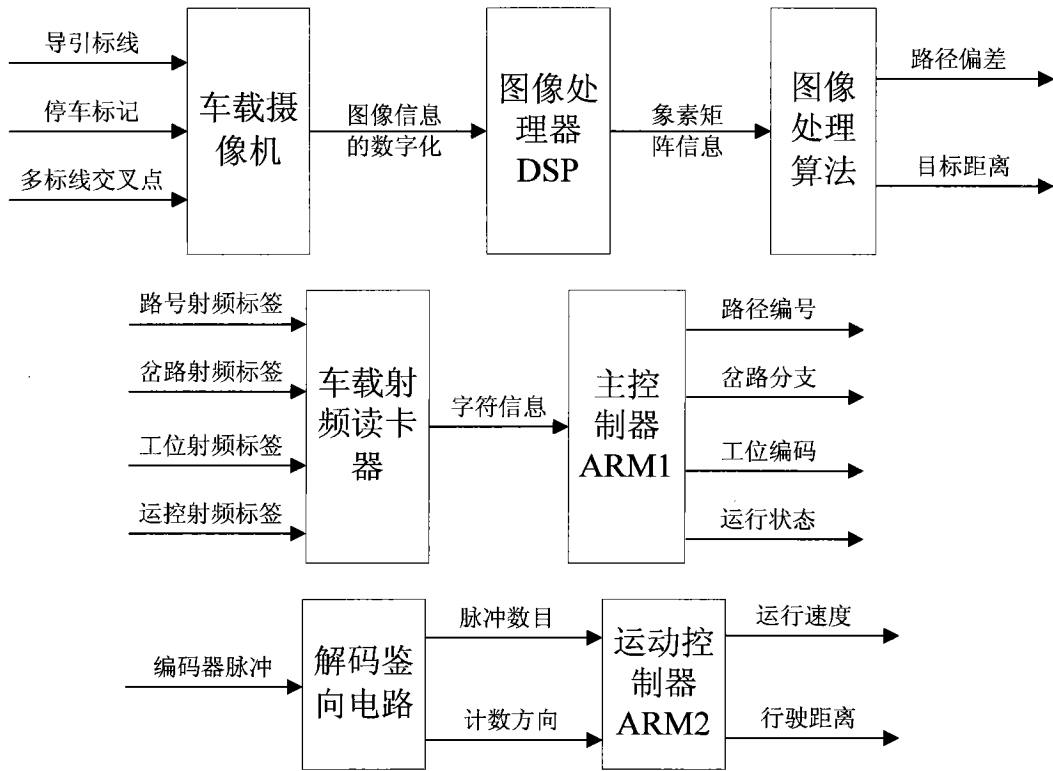 导引标线
停车标记
多标线交叉点
车载摄
像机
图像信息
的数字化
图像处
理器
DSP
象素矩
阵信息
图像
处理
算法
路径偏差
目标距离
路号射频标签
岔路射频标签
工位射频标签
运控射频标签
车载射
频读卡
器
字符信息
主控
制器
ARM1
路径编号
岔路分支
工位编码
运行状态
编码器脉冲
解码鉴
向电路
脉冲数目
计数方向
运动控
制器
ARM2
运行速度
行驶距离